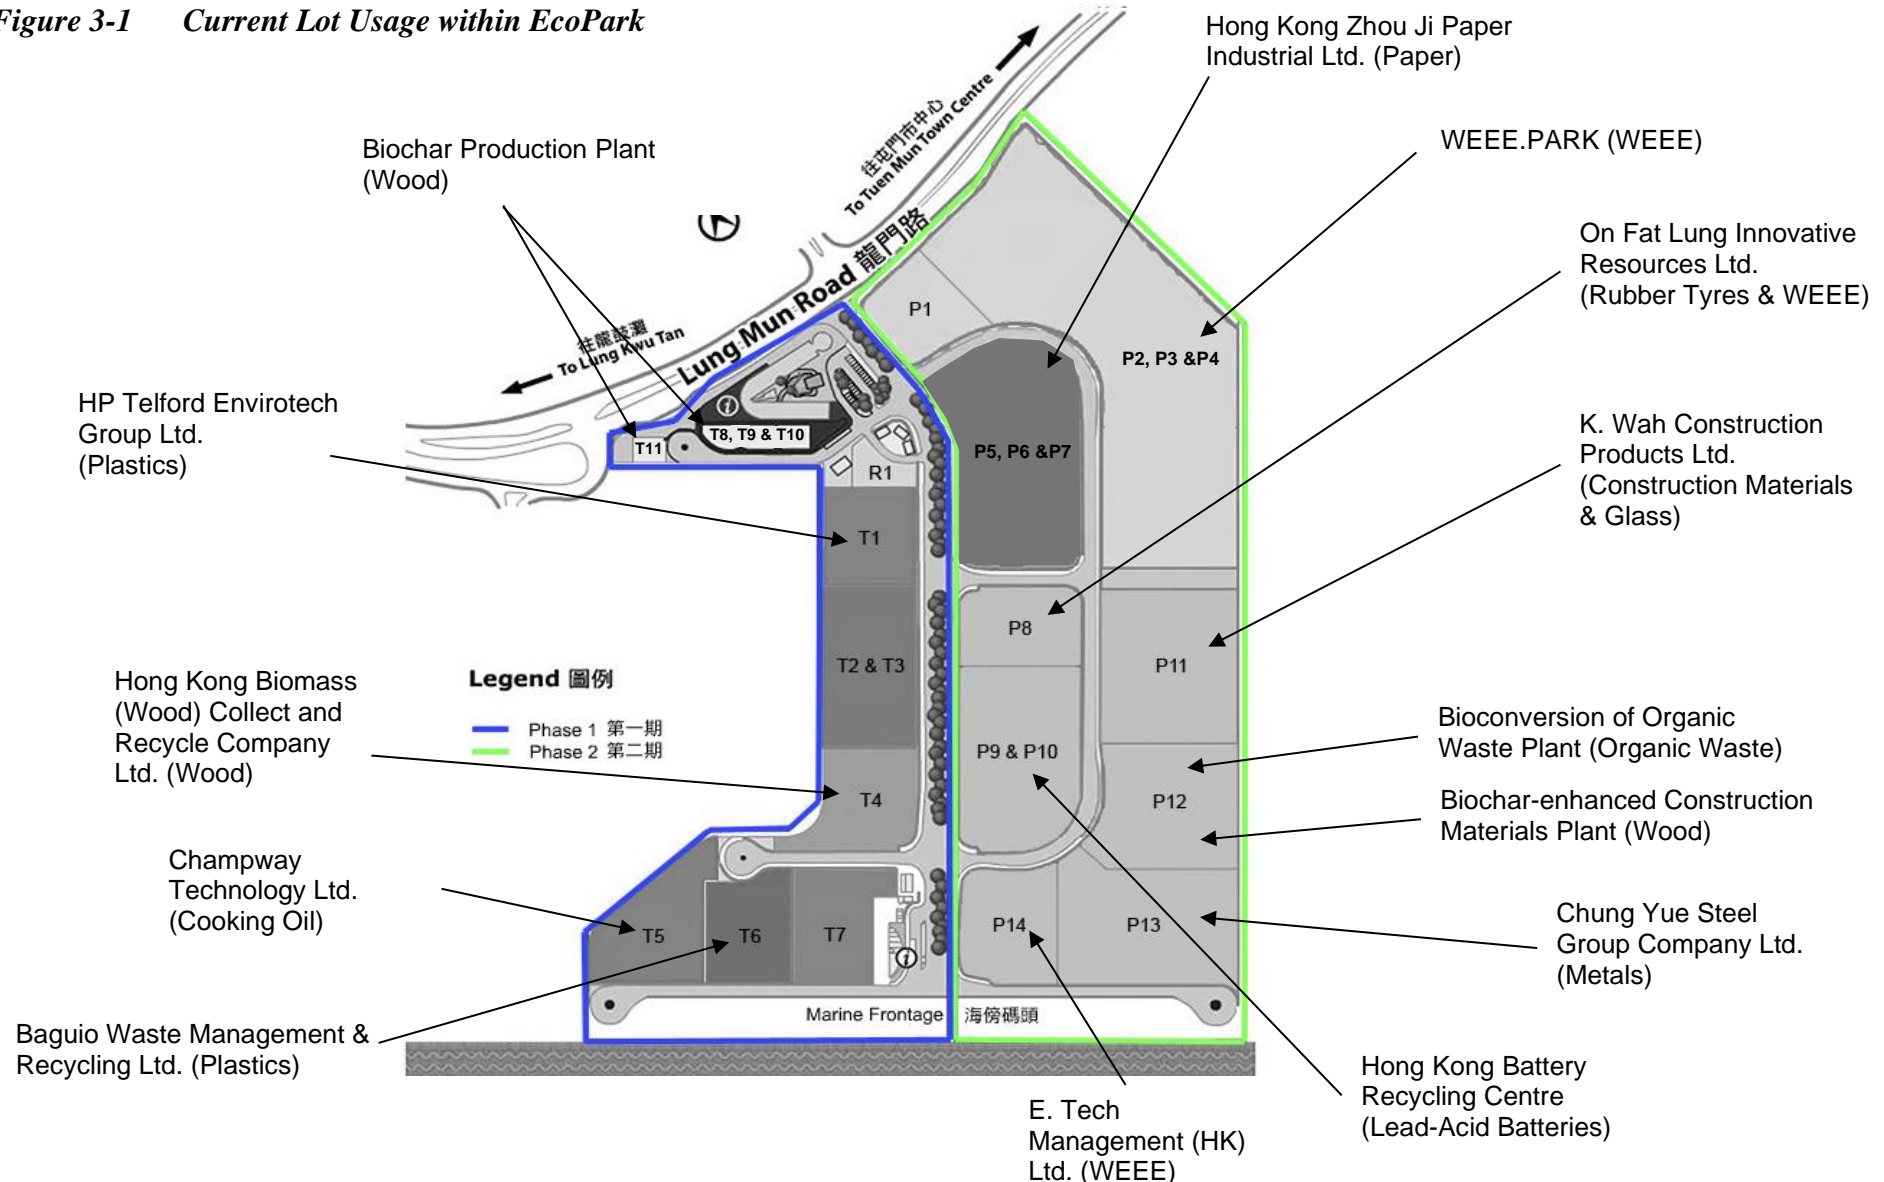 Figure 3-1 Current Lot Usage within EcoPark
Hong Kong Zhou Ji Paper
Industrial Ltd. (Paper)
往屯門市中心
To Tuen Mun Town Centre
Biochar Production Plant
(Wood)
WEEE.PARK (WEEE)
On Fat Lung Innovative
Resources Ltd.
(Rubber Tyres & WEEE)
Lung Mun Road 龍門路
往龍鼓灘
To Lung Kwu Tan
P1
P2, P3 &P4
HP Telford Envirotech
Group Ltd.
(Plastics)
K. Wah Construction
Products Ltd.
(Construction Materials
& Glass)
T8, T9 & T10
T11
P5, P6 &P7
R1
T1
P8
T2 & T3
P11
Hong Kong Biomass
(Wood) Collect and
Recycle Company
Ltd. (Wood)
Legend 圖例
Phase 1 第一期
Phase 2 第二期
P9 & P10
Bioconversion of Organic
Waste Plant (Organic Waste)
T4
P12
Biochar-enhanced Construction
Materials Plant (Wood)
Champway
Technology Ltd.
(Cooking Oil)
T5
T6
T7
P14
P13
Chung Yue Steel
Group Company Ltd.
(Metals)
Marine Frontage 海傍碼頭
Baguio Waste Management &
Recycling Ltd. (Plastics)
Hong Kong Battery
Recycling Centre
(Lead-Acid Batteries)
E. Tech
Management (HK)
Ltd. (WEEE)